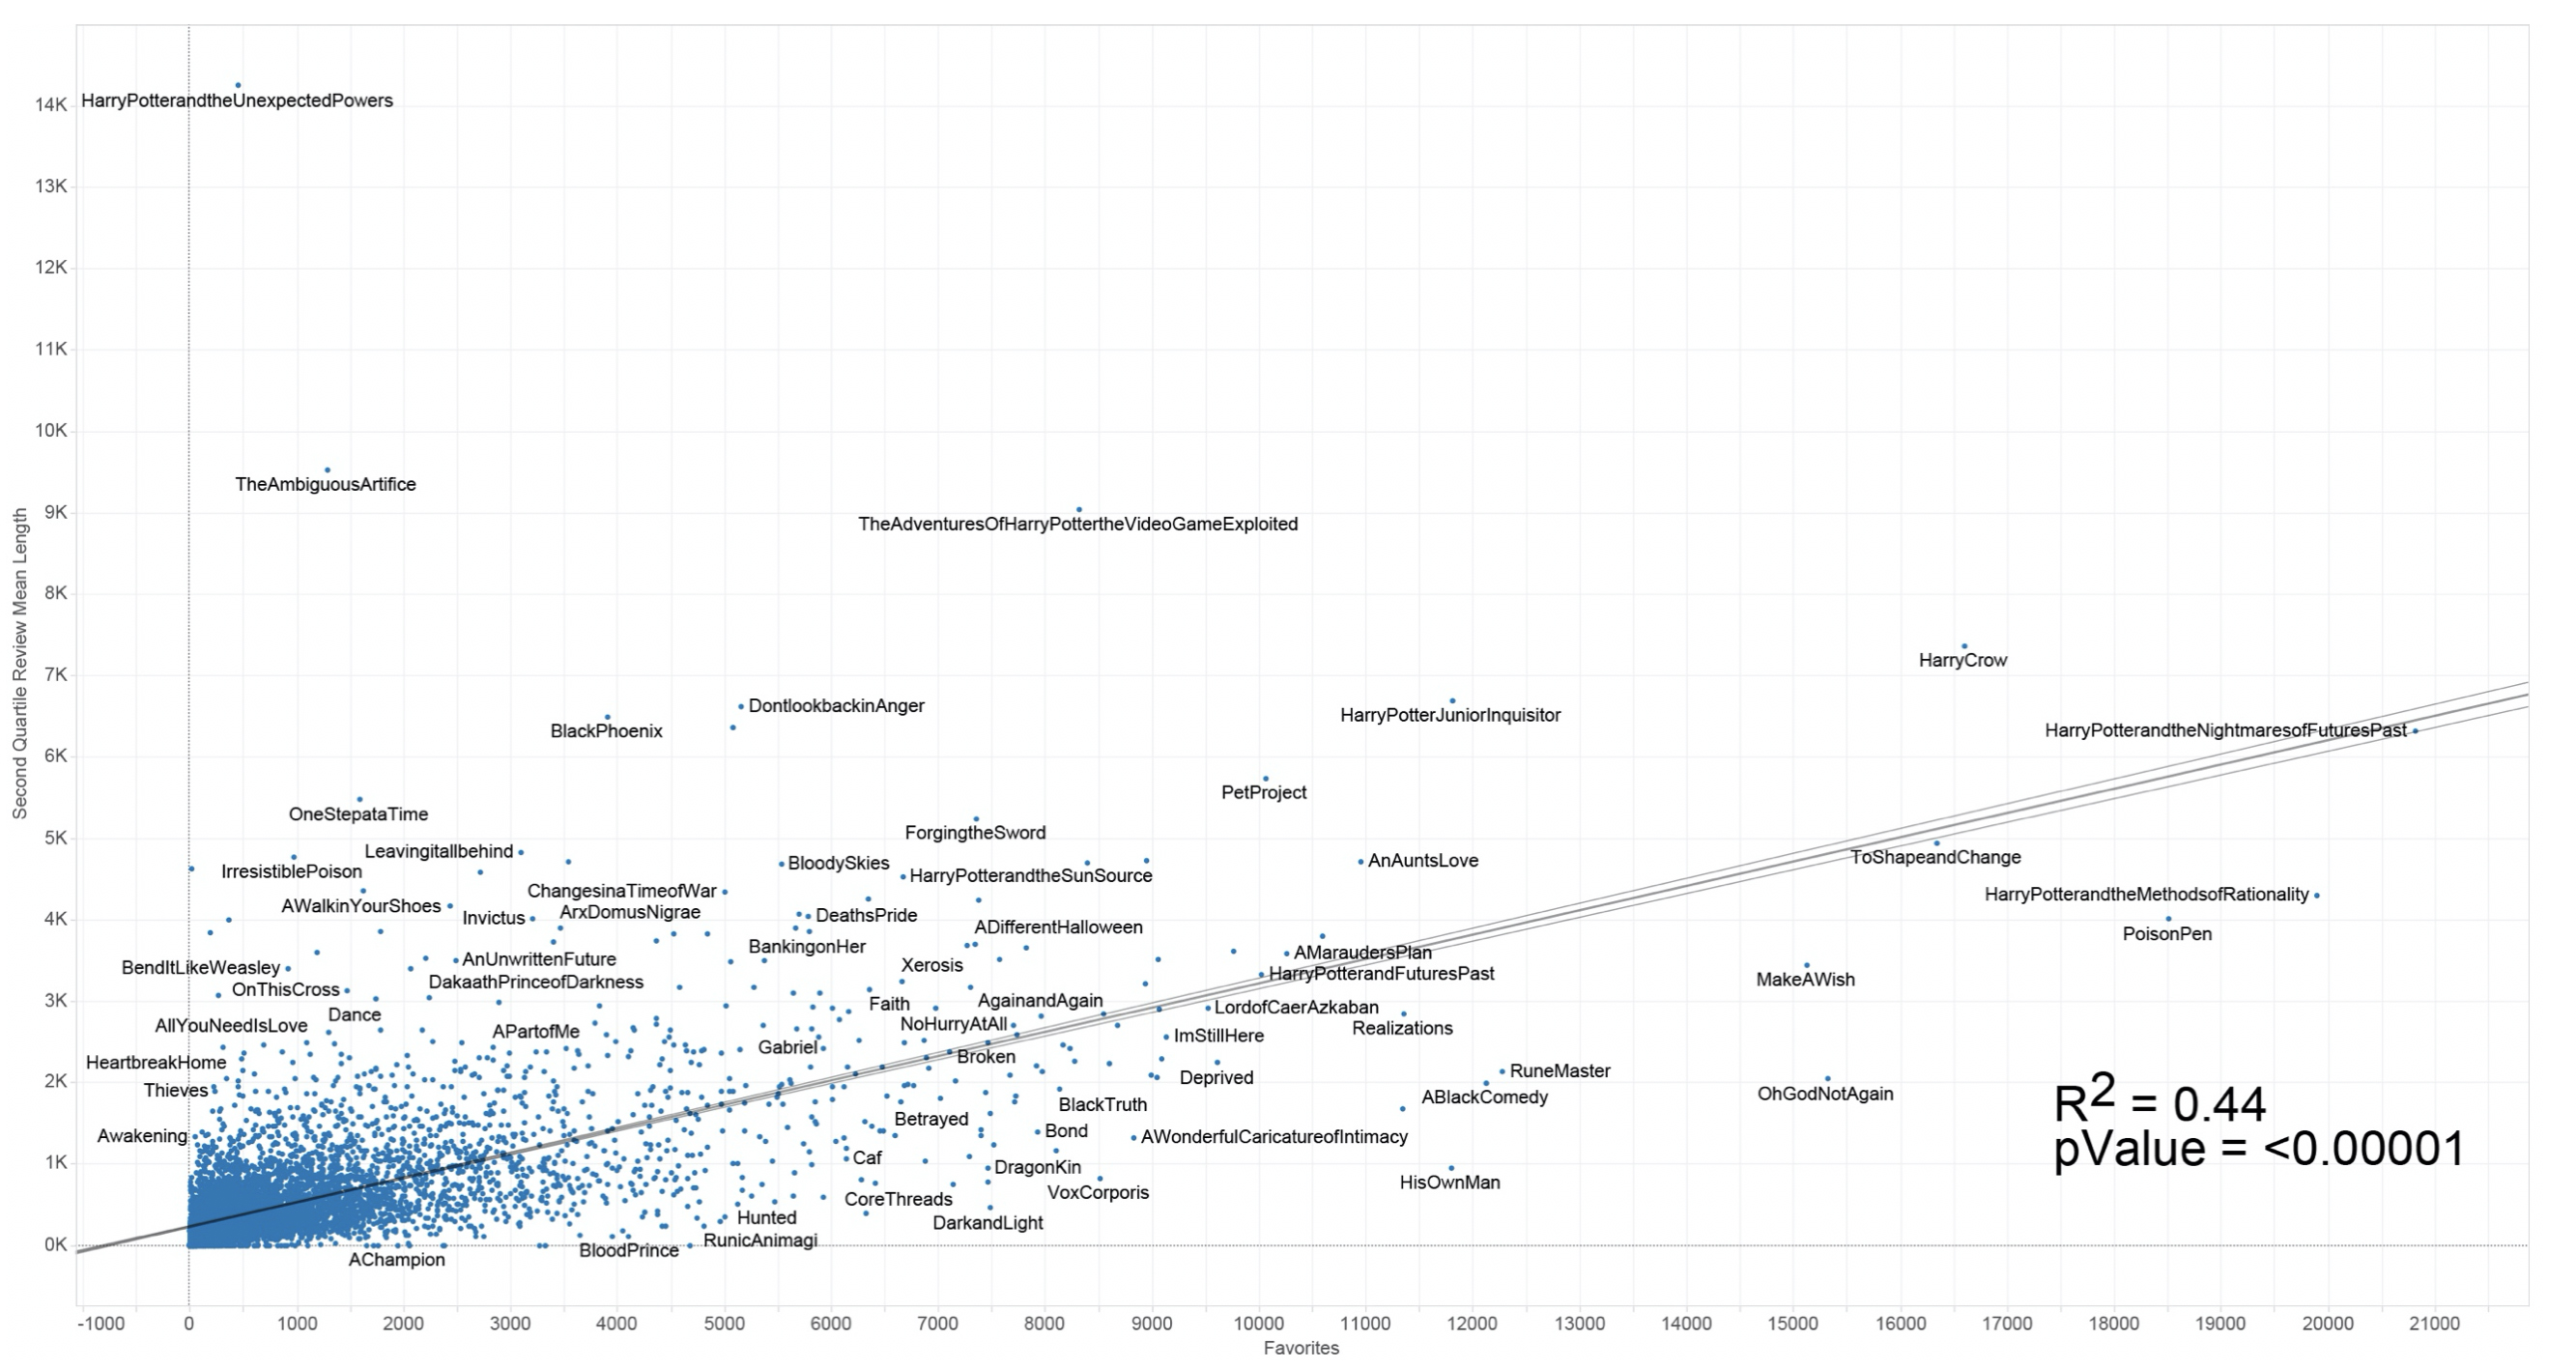 HarryPotterandtheUnexpectedPowers
14K
13K
12K
11K
10K
TheAmbiguousArtifice
9K
TheAdventuresOfHarryPottertheVideoGameExploited
8K
7K
HarryCrow
DontlookbackinAnger
HarryPotterJuniorInquisitor
BlackPhoenix
HarryPotterandtheNightmaresofFuturesPast
6K
PetProject
OneStepataTime
ForgingtheSword
5K
Leavingitallbehind
BloodySkies
AnAuntsLove
ToShapeandChange
IrresistiblePoison
HarryPotterandtheSunSource
ChangesinaTimeofWar
HarryPotterandtheMethodsofRationality
AWalkinYourShoes
Invictus
ArxDomusNigrae
DeathsPride
4K
ADifferentHalloween
PoisonPen
BankingonHer
AnUnwrittenFuture
AMaraudersPlan
BendItLikeWeasley
Xerosis
HarryPotterandFuturesPast
DakaathPrinceofDarkness
MakeAWish
OnThisCross
3K
Faith
AgainandAgain
LordofCaerAzkaban
Dance
AllYouNeedIsLove
APartofMe
NoHurryAtAll
Realizations
ImStillHere
Gabriel
Broken
HeartbreakHome
RuneMaster
2K
Deprived
Thieves
ABlackComedy
OhGodNotAgain
BlackTruth
Betrayed
Awakening
Bond
AWonderfulCaricatureofIntimacy
1K
Caf
DragonKin
HisOwnMan
CoreThreads
VoxCorporis
Hunted
DarkandLight
RunicAnimagi
0K
BloodPrince
AChampion
R2 = 0.44
pValue = <0.00001
Second Quartile Review Mean Length
-1000 0 1000 2000 3000 4000 5000 6000 7000 8000 9000 10000 11000 12000 13000 14000 15000 16000 17000 18000 19000 20000 21000
Favorites